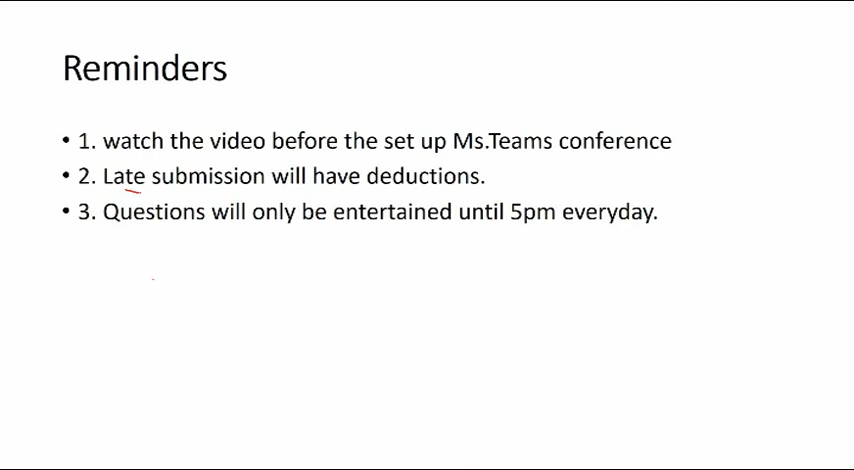 Reminders
• 1. watch the video before the set up Ms.Teams conference
• 2. Late submission will have deductions.
• 3. Questions will only be entertained until 5pm everyday.